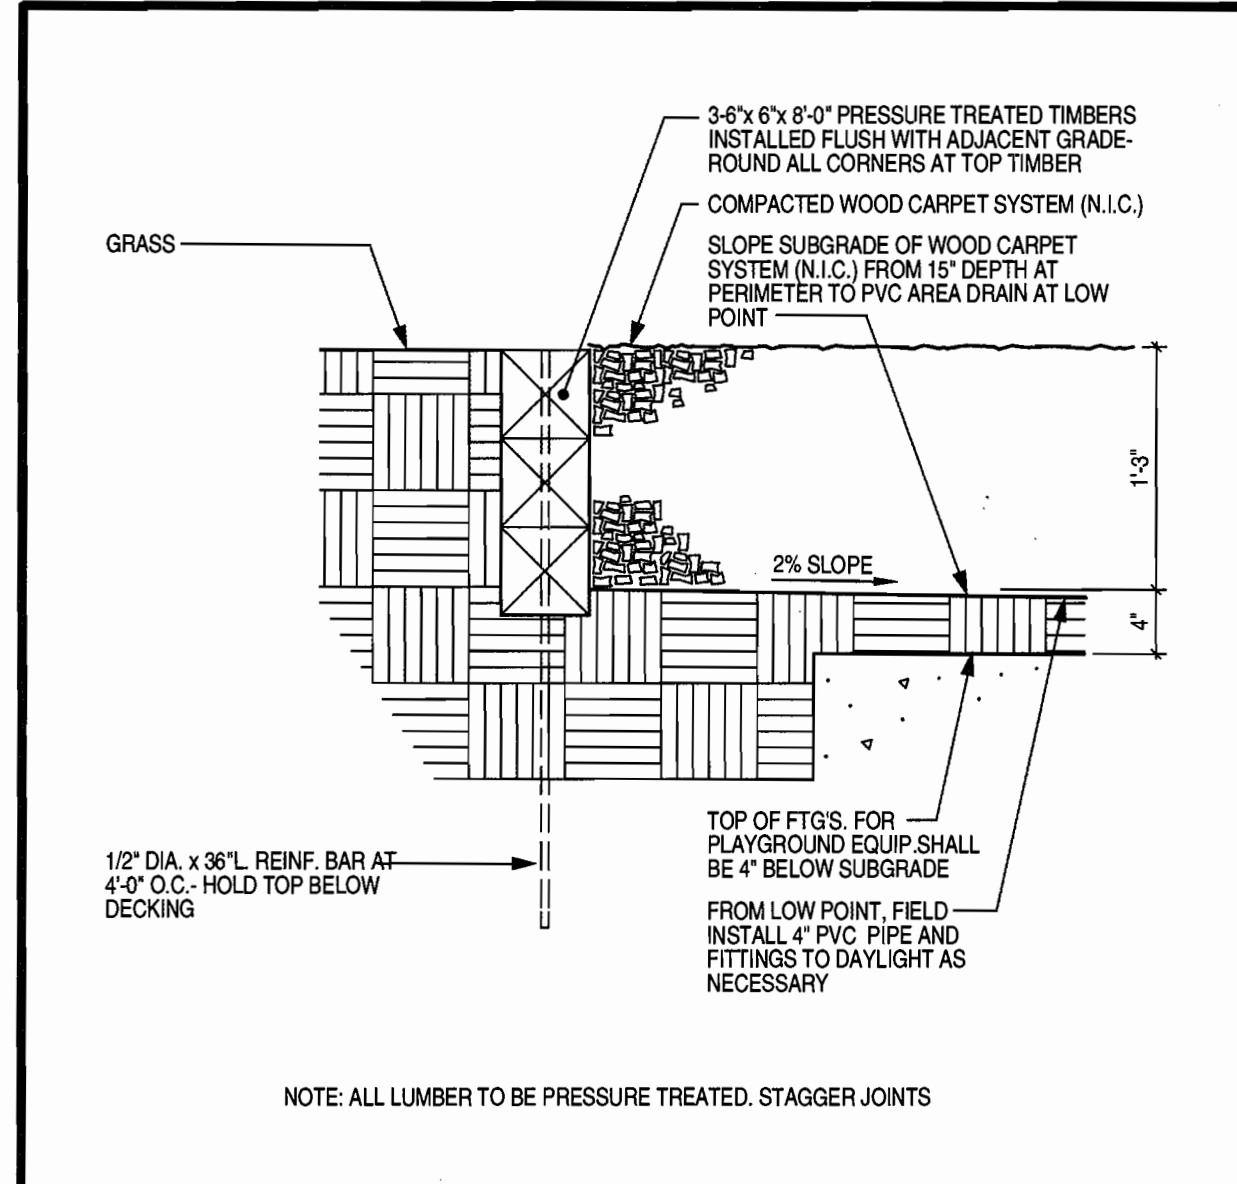 3-6"x 6"x 8'-0" PRESSURE TREATED TIMBERS
INSTALLED FLUSH WITH ADJACENT GRADE-
ROUND ALL CORNERS AT TOP TIMBER
COMPACTED WOOD CARPET SYSTEM (N.I.C.)
GRASS
SLOPE SUBGRADE OF WOOD CARPET
SYSTEM (N.I.C.) FROM 15" DEPTH AT
PERIMETER TO PVC AREA DRAIN AT LOW
POINT
1'-3"
2% SLOPE
4"
TOP OF FTG'S. FOR
PLAYGROUND EQUIP.SHALL
BE 4" BELOW SUBGRADE
1/2" DIA. x 36"L. REINF. BAR AT
4'-0" O.C.- HOLD TOP BELOW
DECKING
FROM LOW POINT, FIELD
INSTALL 4" PVC PIPE AND
FITTINGS TO DAYLIGHT AS
NECESSARY
NOTE: ALL LUMBER TO BE PRESSURE TREATED. STAGGER JOINTS